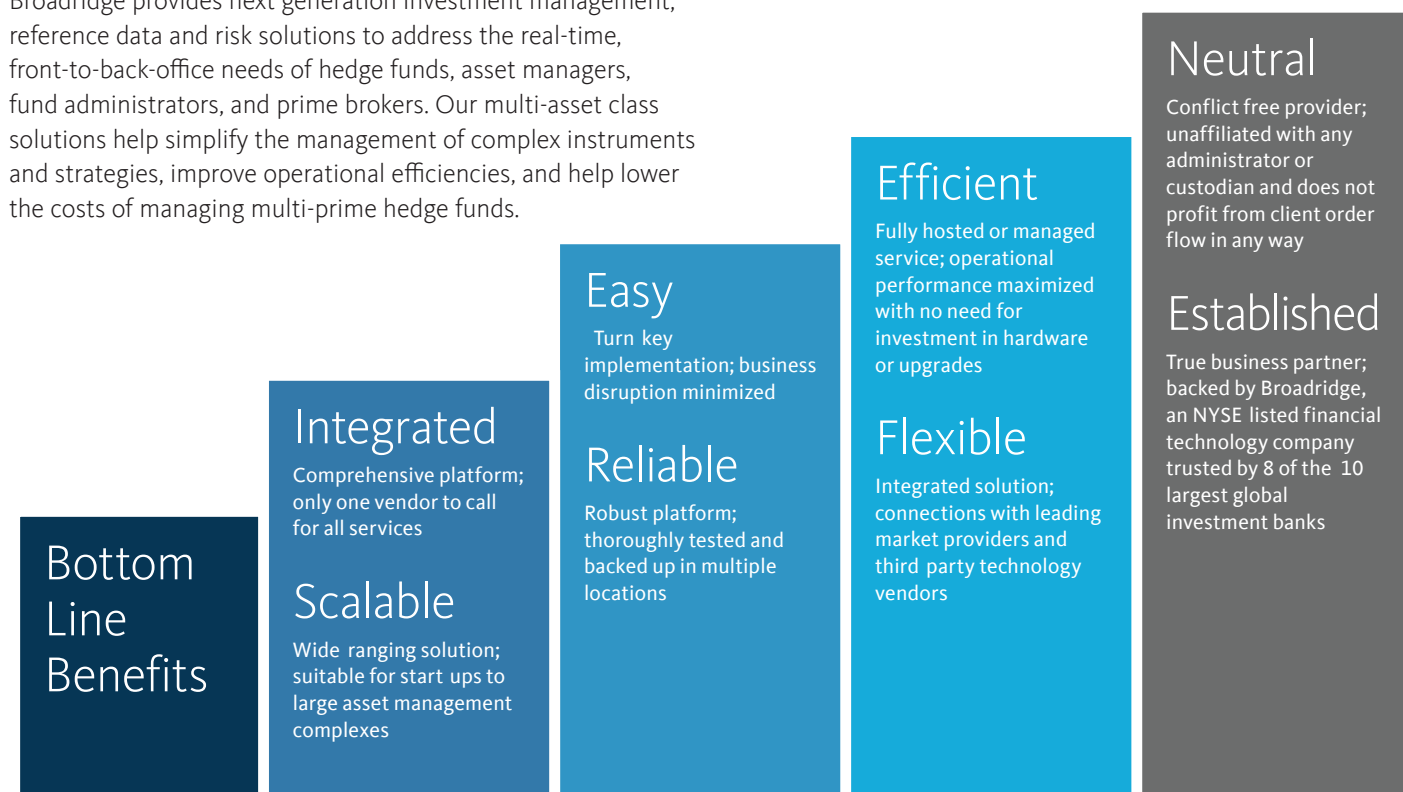 Broadridge provides next generation investment management,
reference data and risk solutions to address the real-time,
front-to-back-office needs of hedge funds, asset managers,
fund administrators, and prime brokers. Our multi-asset class
solutions help simplify the management of complex instruments
and strategies, improve operational efficiencies, and help lower
the costs of managing multi-prime hedge funds.
Bottom
Line
Benefits
Integrated
Comprehensive platform;
only one vendor to call
for all services
Scalable
Wide ranging solution;
suitable for start ups to
large asset management
complexes
Easy
Turn key
implementation; business
disruption minimized
Reliable
Robust platform;
thoroughly tested and
backed up in multiple
locations
Efficient
Fully hosted or managed
service; operational
performance maximized
with no need for
investment in hardware
or upgrades
Flexible
Integrated solution;
connections with leading
market providers and
third party technology
vendors
Neutral
Conflict free provider;
unaffiliated with any
administrator or
custodian and does not
profit from client order
flow in any way
Established
True business partner;
backed by Broadridge,
an NYSE listed financial
technology company
trusted by 8 of the 10
largest global
investment banks